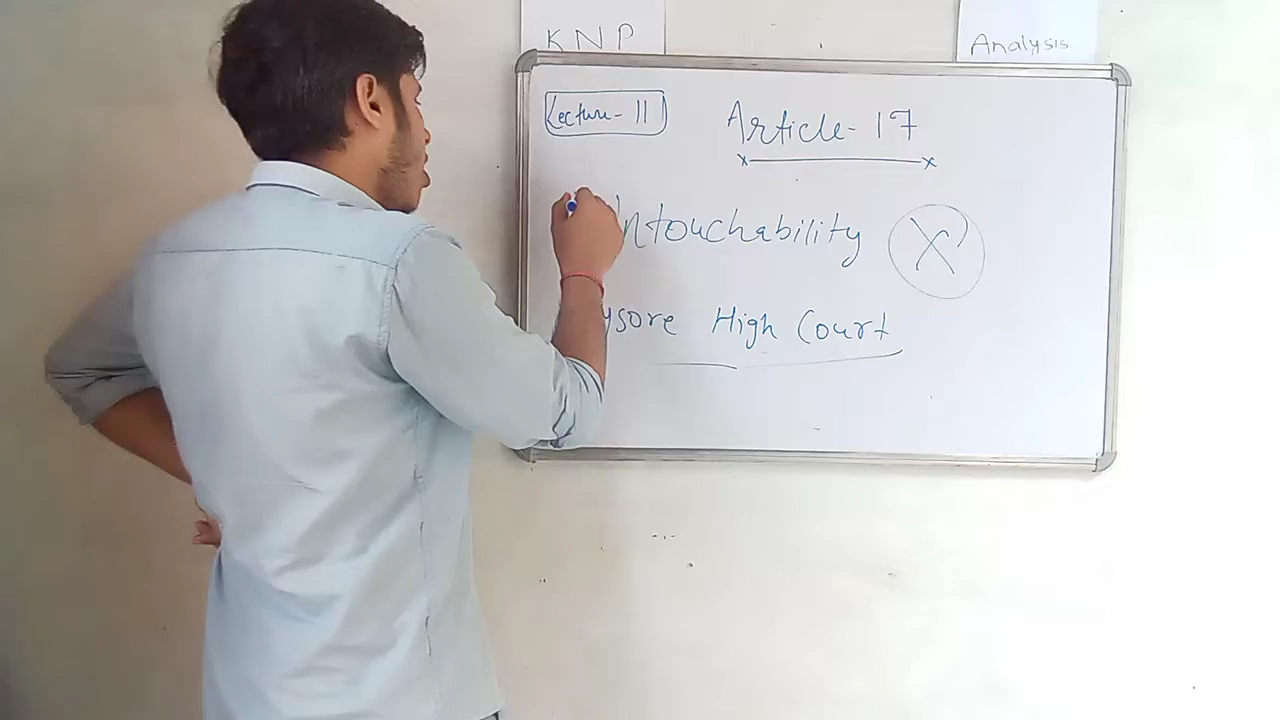 KNP
Analysis
Lecture - 11
Article - 17
ntouchability X
ysore High Court